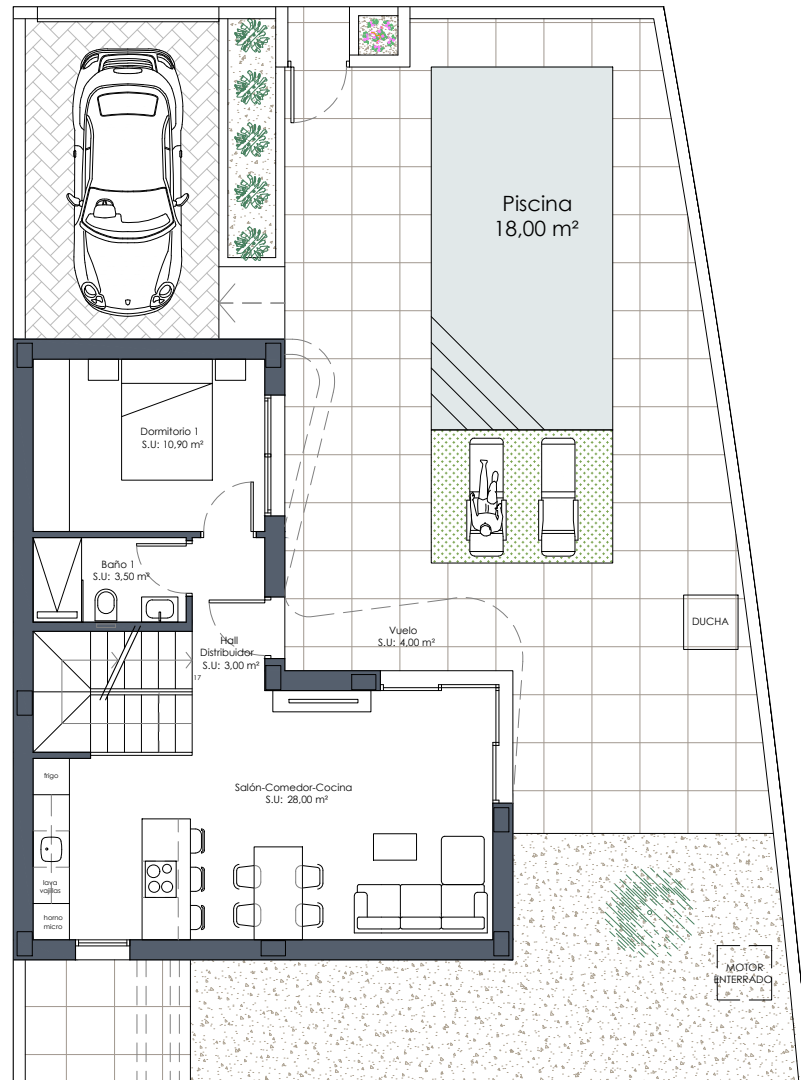 Piscina
18,00 m²
Dormitorio 1
S.U: 10,90 m²
Baño 1
S.U: 3,50 m²
DUCHA
Vuelo
S.U: 4,00 m²
Hall
Distribuidor
S.U: 3,00 m²
17
frigo
Salón-Comedor-Cocina
S.U: 28,00 m²
lava
vajillas
horno
micro
MOTOR
ENTERRADO